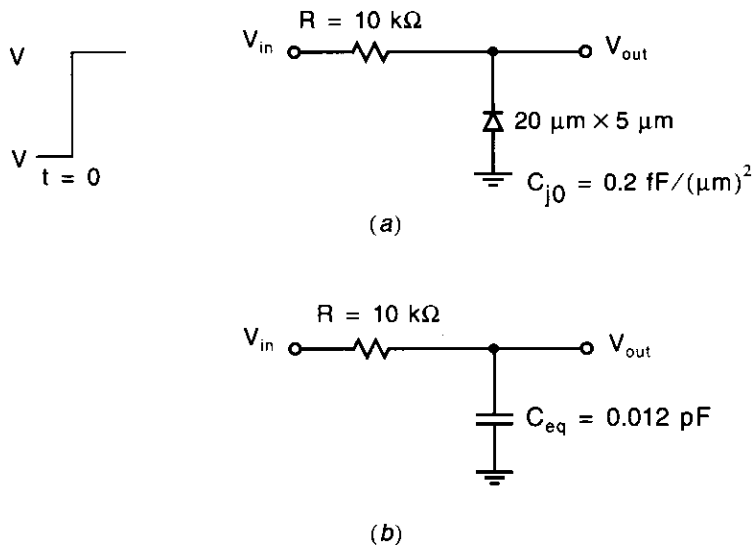 R = 10 kΩ
V
V_in
V_out
20 μm × 5 μm
V
t = 0
C_j0 = 0.2 fF/(μm)²
(a)
R = 10 kΩ
V_in
V_out
C_eq = 0.012 pF
(b)